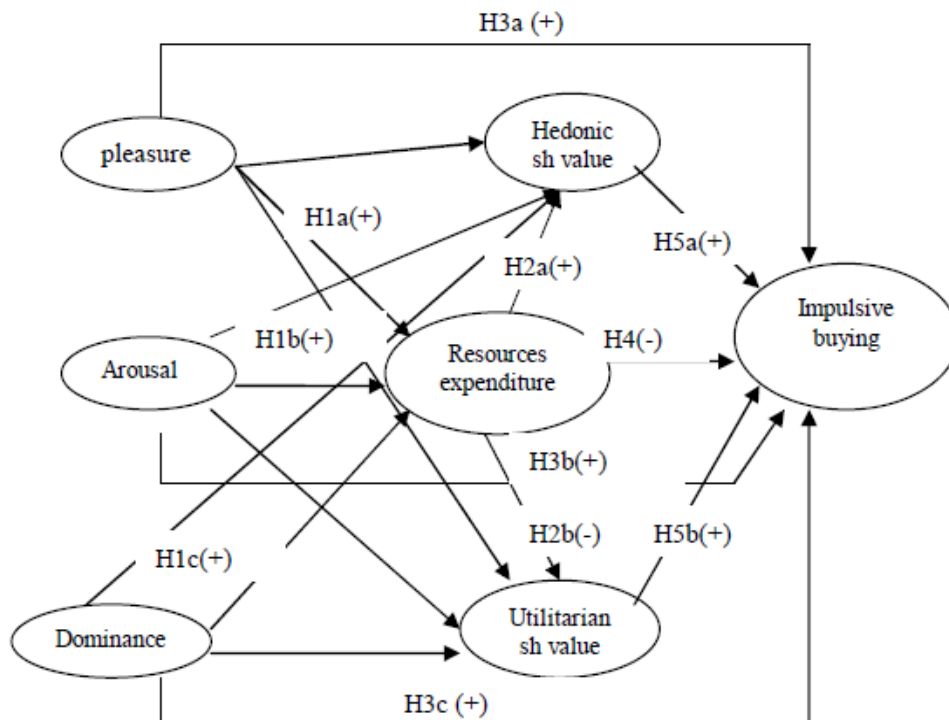 H3a (+)
pleasure
Hedonic
sh value
H1a(+)
H5a(+)
H2a(+)
Impulsive
buying
H1b(+)
H4(-)
Arousal
Resources
expenditure
H3b(+)
H2b(-)
H5b(+)
H1c(+)
Dominance
Utilitarian
sh value
H3c (+)